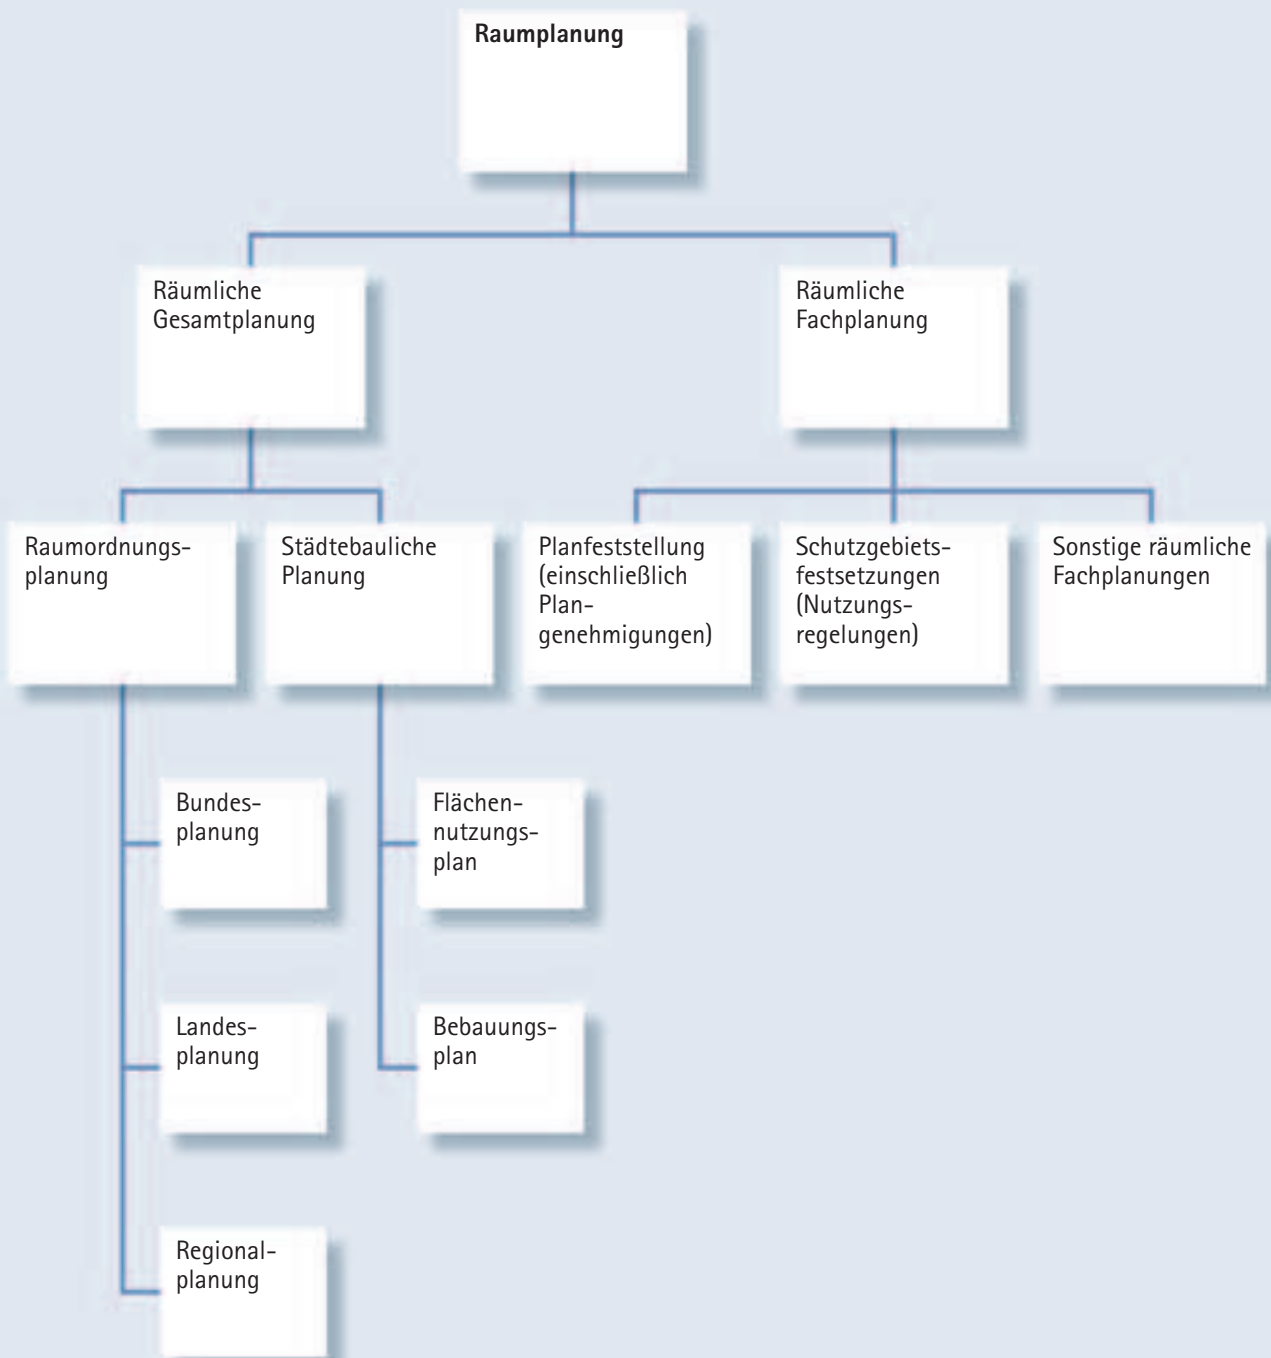 Raumplanung
Räumliche
Gesamtplanung
Räumliche
Fachplanung
Raumordnungs-
planung
Städtebauliche
Planung
Planfeststellung
(einschließlich
Plan-
genehmigungen)
Schutzgebiets-
festsetzungen
(Nutzungs-
regelungen)
Sonstige räumliche
Fachplanungen
Bundes-
planung
Flächen-
nutzungs-
plan
Landes-
planung
Bebauungs-
plan
Regional-
planung